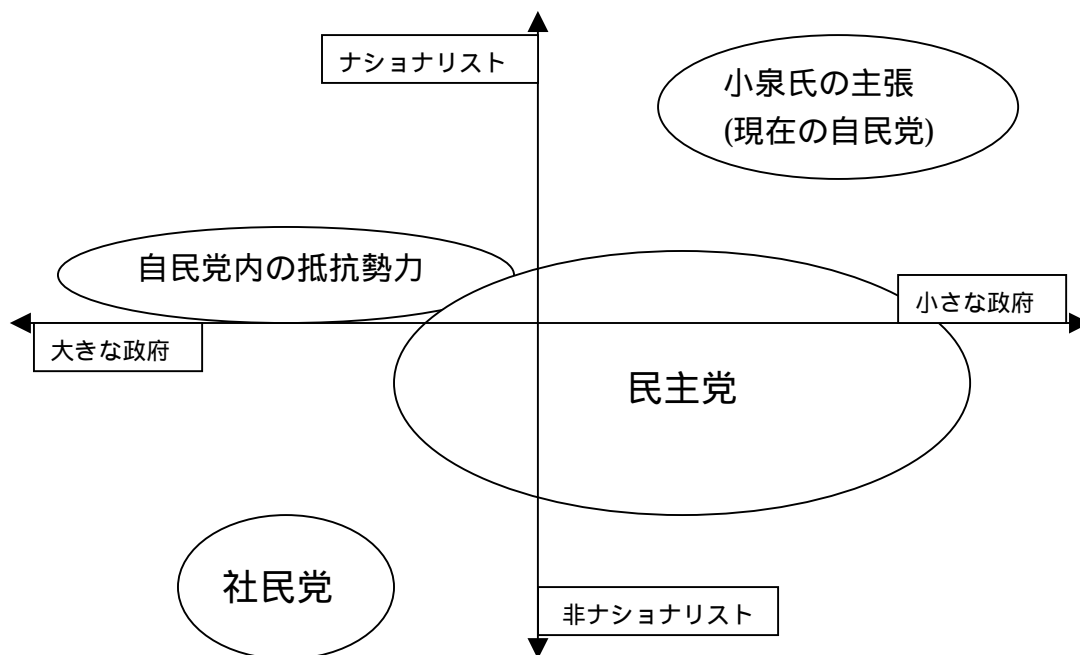 ナショナリスト
小泉氏の主張
(現在の自民党)
自民党内の抵抗勢力
小さな政府
大きな政府
民主党
社民党
非ナショナリスト